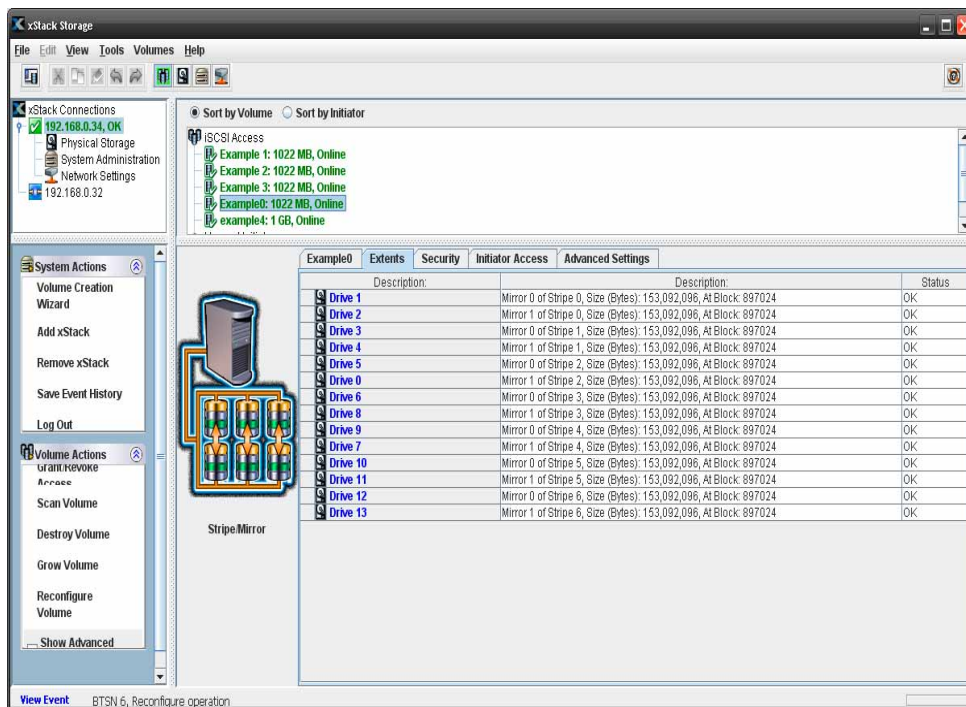 xStack Storage
File Edit View Tools Volumes Help
xStack Connections
192.168.0.34, OK
Physical Storage
System Administration
Network Settings
192.168.0.32
Sort by Volume Sort by Initiator
iSCSI Access
Example 1: 1022 MB, Online
Example 2: 1022 MB, Online
Example 3: 1022 MB, Online
Example0: 1022 MB, Online
example4: 1 GB, Online
System Actions
Volume Creation
Wizard
Add xStack
Remove xStack
Save Event History
Log Out
Volume Actions
Grant/Revoke
Access
Scan Volume
Destroy Volume
Grow Volume
Reconfigure
Volume
Show Advanced
Stripe/Mirror
Example0 Extents Security Initiator Access Advanced Settings
Description: Description: Status
Drive 1 Mirror 0 of Stripe 0, Size (Bytes): 153,092,096, At Block: 897024 OK
Drive 2 Mirror 1 of Stripe 0, Size (Bytes): 153,092,096, At Block: 897024 OK
Drive 3 Mirror 0 of Stripe 1, Size (Bytes): 153,092,096, At Block: 897024 OK
Drive 4 Mirror 1 of Stripe 1, Size (Bytes): 153,092,096, At Block: 897024 OK
Drive 5 Mirror 0 of Stripe 2, Size (Bytes): 153,092,096, At Block: 897024 OK
Drive 0 Mirror 1 of Stripe 2, Size (Bytes): 153,092,096, At Block: 897024 OK
Drive 6 Mirror 0 of Stripe 3, Size (Bytes): 153,092,096, At Block: 897024 OK
Drive 8 Mirror 1 of Stripe 3, Size (Bytes): 153,092,096, At Block: 897024 OK
Drive 9 Mirror 0 of Stripe 4, Size (Bytes): 153,092,096, At Block: 897024 OK
Drive 7 Mirror 1 of Stripe 4, Size (Bytes): 153,092,096, At Block: 897024 OK
Drive 10 Mirror 0 of Stripe 5, Size (Bytes): 153,092,096, At Block: 897024 OK
Drive 11 Mirror 1 of Stripe 5, Size (Bytes): 153,092,096, At Block: 897024 OK
Drive 12 Mirror 0 of Stripe 6, Size (Bytes): 153,092,096, At Block: 897024 OK
Drive 13 Mirror 1 of Stripe 6, Size (Bytes): 153,092,096, At Block: 897024 OK
View Event BTSN 6, Reconfigure operation